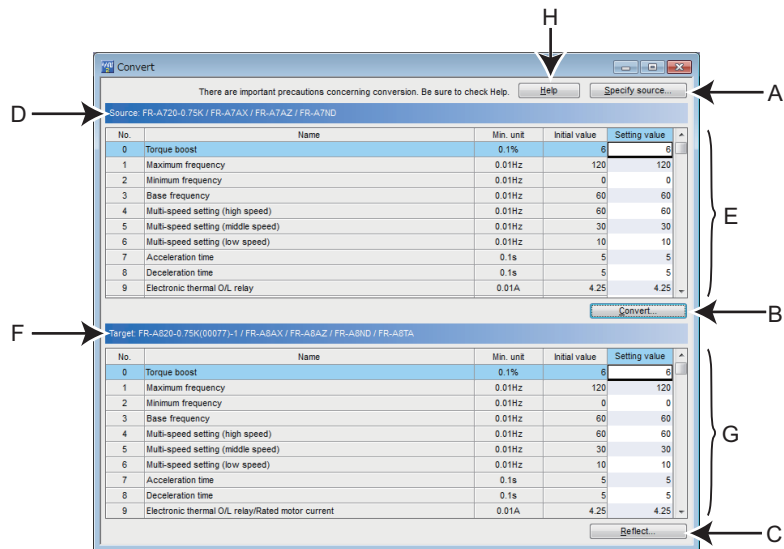 H
Convert
There are important precautions concerning conversion. Be sure to check Help. Help Specify source... A
D Source: FR-A720-0.75K / FR-A7AX / FR-A7AZ / FR-A7ND
No. Name Min. unit Initial value Setting value
0 Torque boost 0.1% 6 6
1 Maximum frequency 0.01Hz 120 120
2 Minimum frequency 0.01Hz 0 0
3 Base frequency 0.01Hz 60 60
4 Multi-speed setting (high speed) 0.01Hz 60 60
5 Multi-speed setting (middle speed) 0.01Hz 30 30
6 Multi-speed setting (low speed) 0.01Hz 10 10
7 Acceleration time 0.1s 5 5
8 Deceleration time 0.1s 5 5
9 Electronic thermal O/L relay 0.01A 4.25 4.25
E
Convert... B
F Target: FR-A820-0.75K(00077)-1 / FR-A8AX / FR-A8AZ / FR-A8ND / FR-A8TA
No. Name Min. unit Initial value Setting value
0 Torque boost 0.1% 6 6
1 Maximum frequency 0.01Hz 120 120
2 Minimum frequency 0.01Hz 0 0
3 Base frequency 0.01Hz 60 60
4 Multi-speed setting (high speed) 0.01Hz 60 60
5 Multi-speed setting (middle speed) 0.01Hz 30 30
6 Multi-speed setting (low speed) 0.01Hz 10 10
7 Acceleration time 0.1s 5 5
8 Deceleration time 0.1s 5 5
9 Electronic thermal O/L relay/Rated motor current 0.01A 4.25 4.25
G
Reflect... C